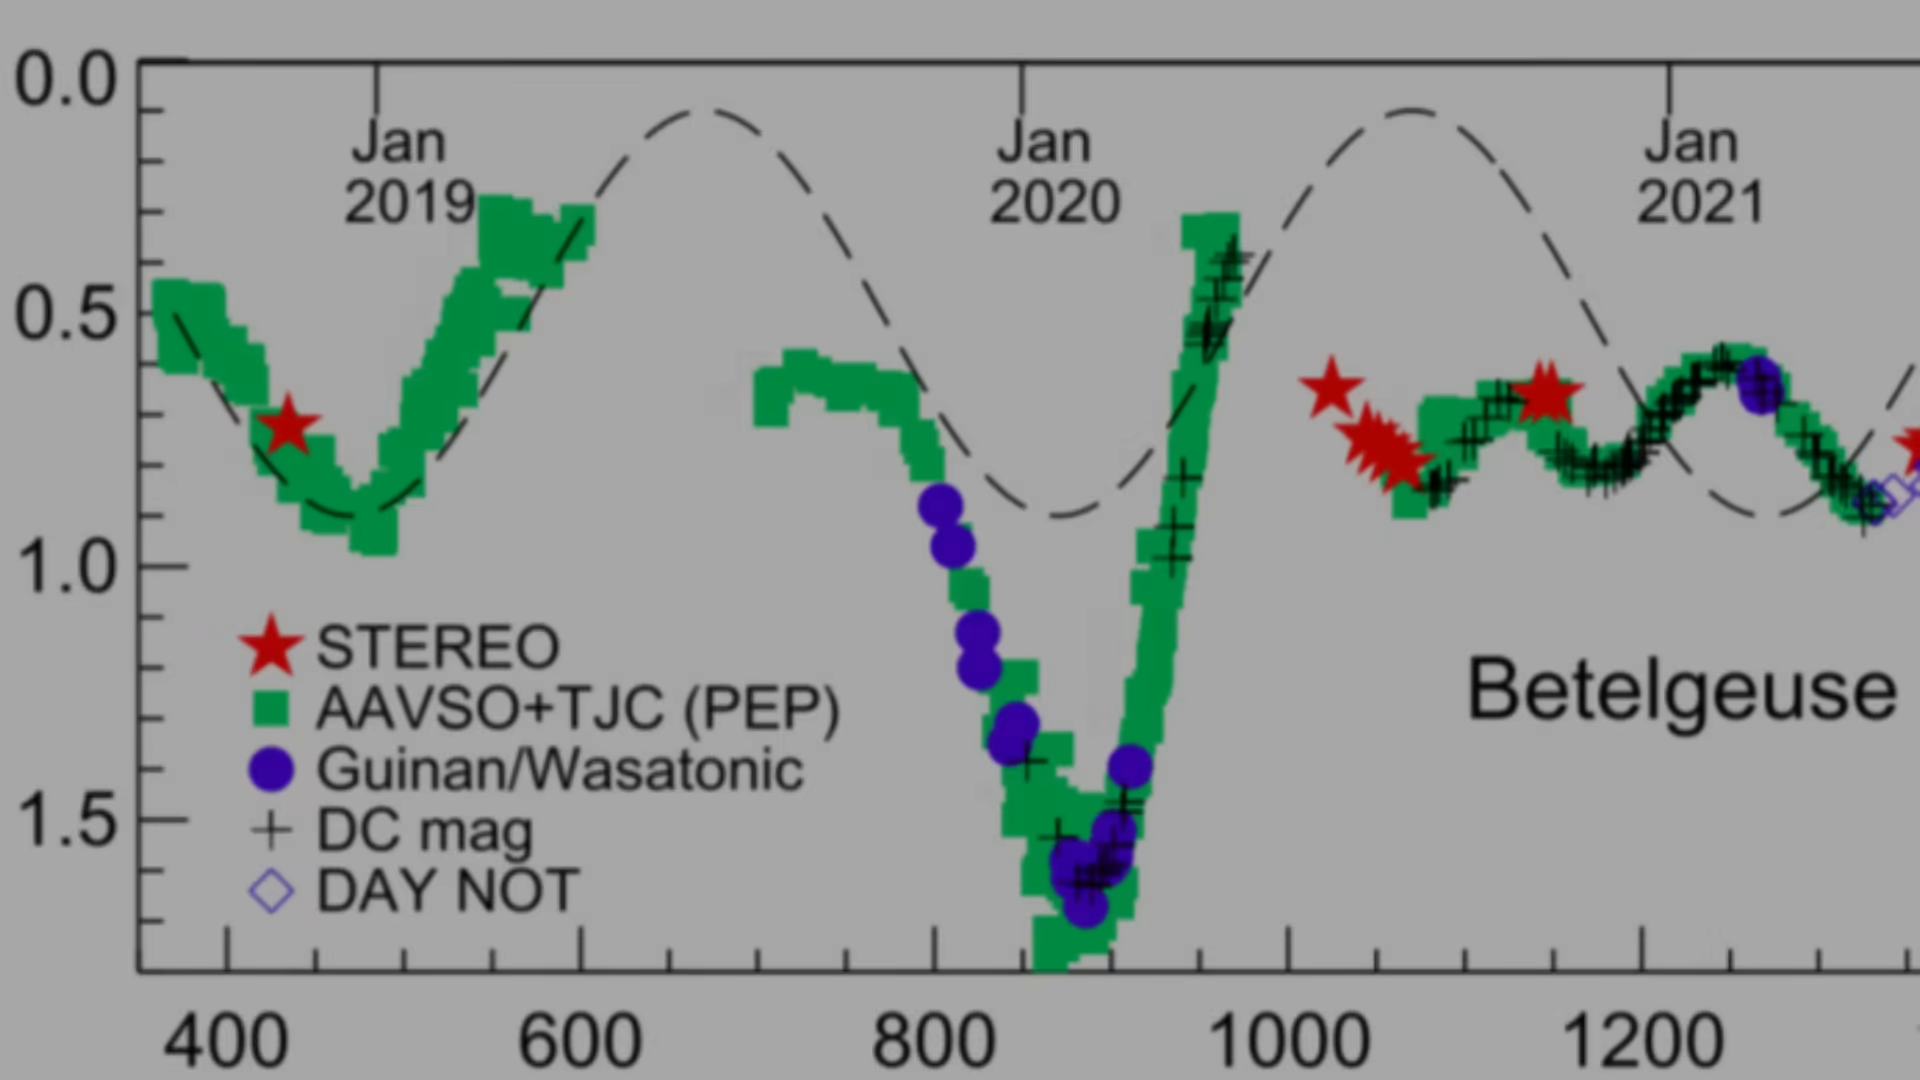 0.0
Jan
2019
Jan
2020
Jan
2021
0.5
1.0
STEREO
AAVSO+TJC (PEP)
Betelgeuse
Guinan/Wasatonic
1.5
DC mag
DAY NOT
400
600
800
1000
1200